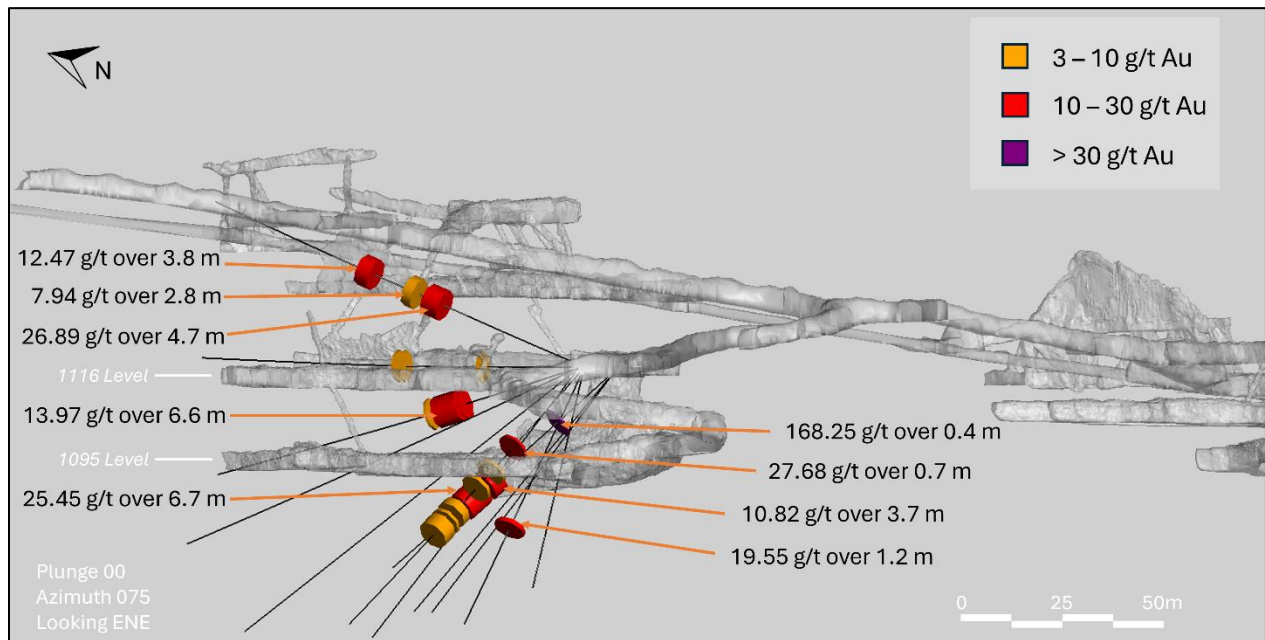 N
3 – 10 g/t Au
10 – 30 g/t Au
> 30 g/t Au
12.47 g/t over 3.8 m
7.94 g/t over 2.8 m
26.89 g/t over 4.7 m
1116 Level
13.97 g/t over 6.6 m
1095 Level
25.45 g/t over 6.7 m
168.25 g/t over 0.4 m
27.68 g/t over 0.7 m
10.82 g/t over 3.7 m
19.55 g/t over 1.2 m
Plunge 00
Azimuth 075
Looking ENE
0 25 50m